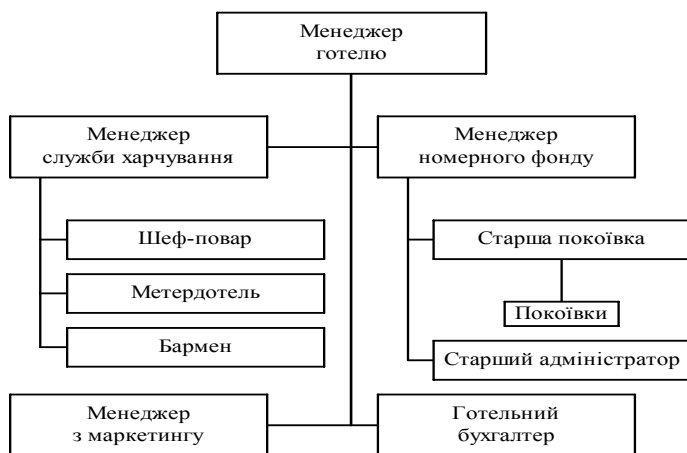 Менеджер
готелю
Менеджер
служби харчування
Менеджер
номерного фонду
Шеф-повар
Старша покоївка
Метердотель
Покоївки
Бармен
Старший адміністратор
Менеджер
з маркетингу
Готельний
бухгалтер